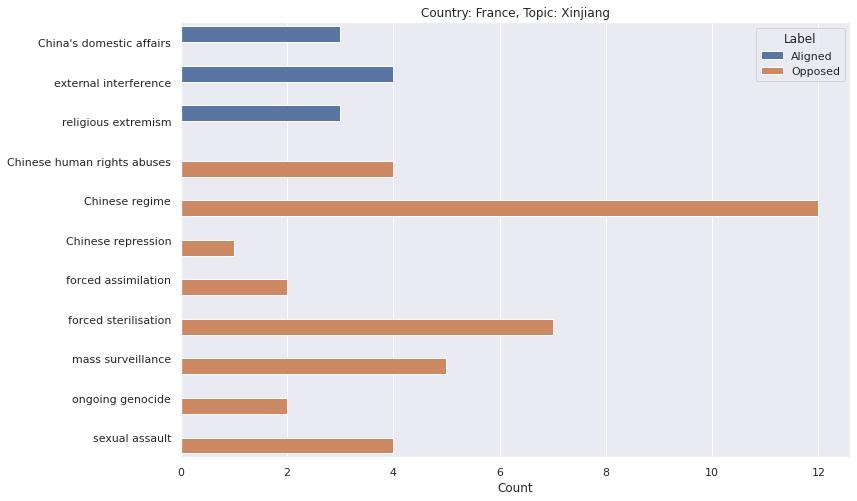 Country: France, Topic: Xinjiang
Label
Aligned
Opposed
China's domestic affairs
external interference
religious extremism
Chinese human rights abuses
Chinese regime
Chinese repression
forced assimilation
forced sterilisation
mass surveillance
ongoing genocide
sexual assault
0 2 4 6 8 10 12
Count